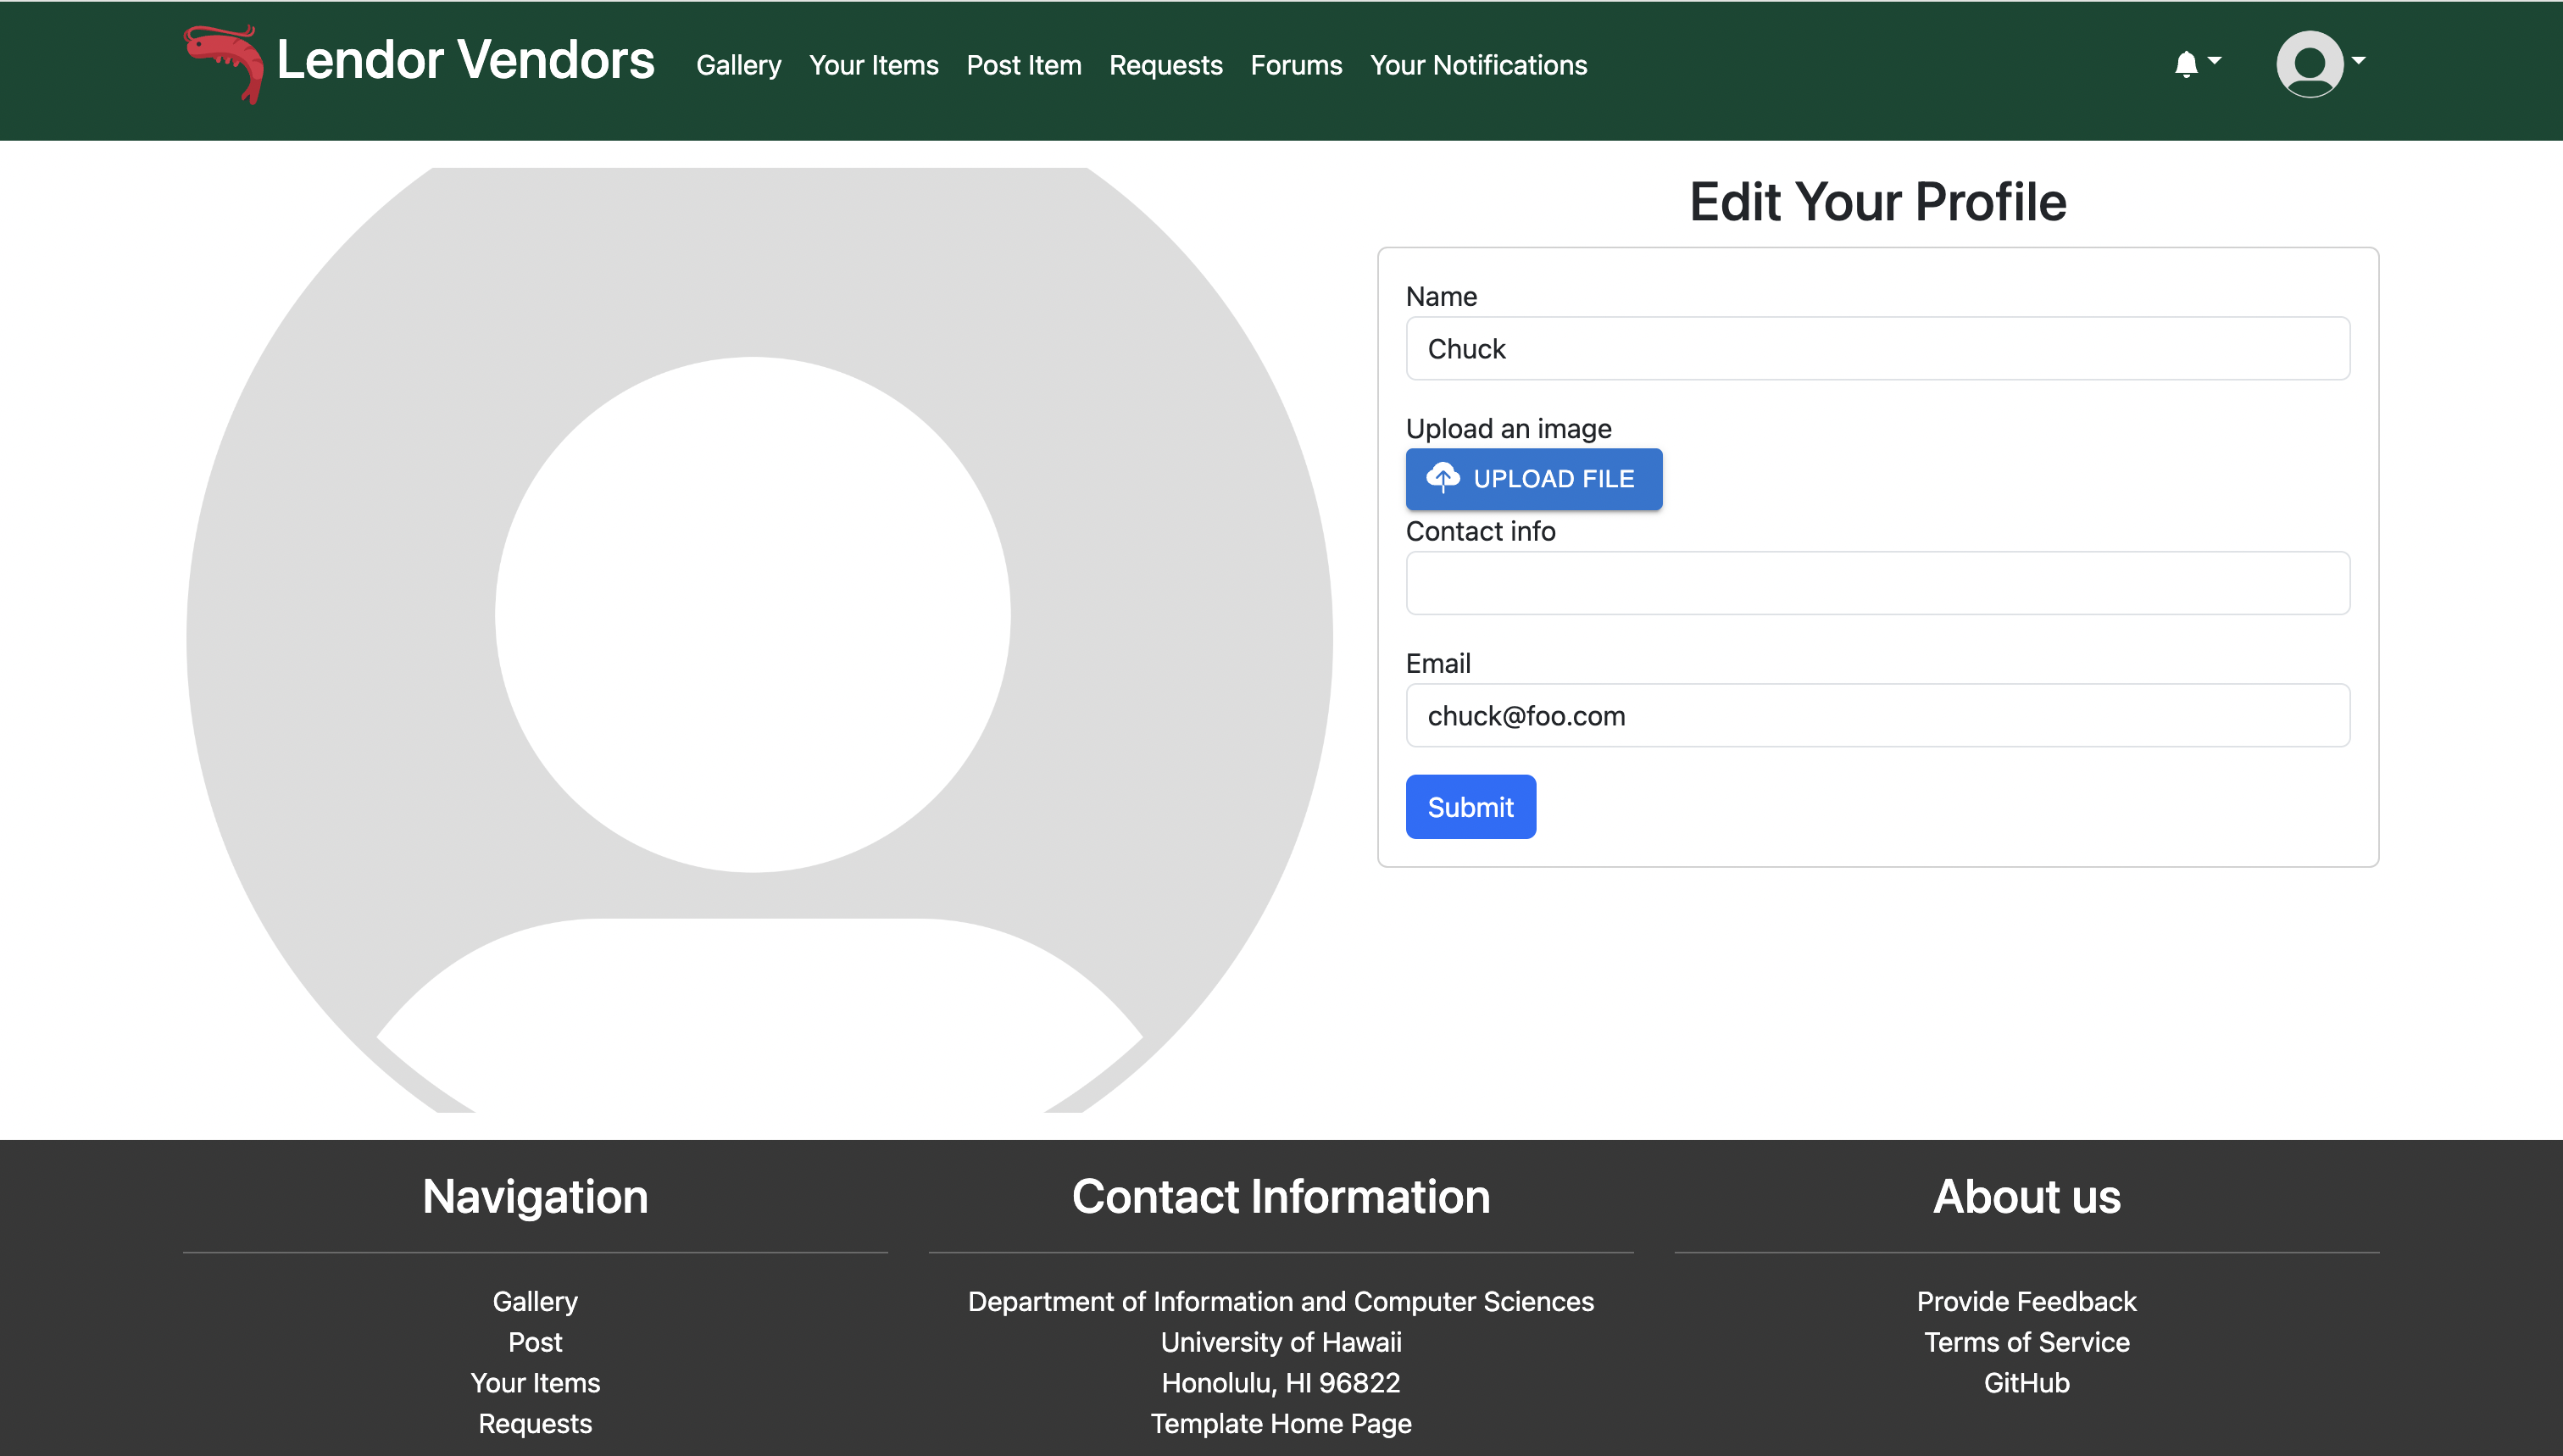 Lendor Vendors
Gallery Your Items Post Item Requests Forums Your Notifications
Edit Your Profile
Name
Chuck
Upload an image
UPLOAD FILE
Contact info
Email
chuck@foo.com
Submit
Navigation
Gallery
Post
Your Items
Requests
Contact Information
Department of Information and Computer Sciences
University of Hawaii
Honolulu, HI 96822
Template Home Page
About us
Provide Feedback
Terms of Service
GitHub